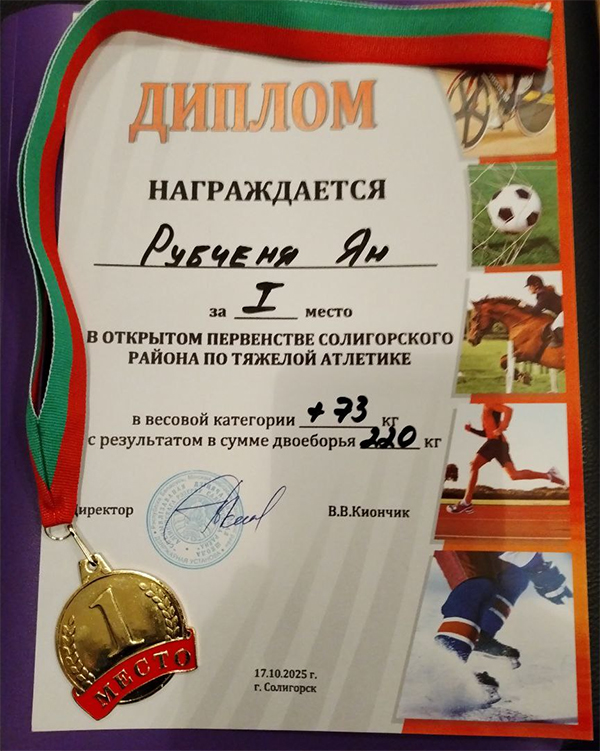 ДИПЛОМ
НАГРАЖДАЕТСЯ
Рубченя Ян
за I место
В ОТКРЫТОМ ПЕРВЕНСТВЕ СОЛИГОРСКОГО
РАЙОНА ПО ТЯЖЕЛОЙ АТЛЕТИКЕ
в весовой категории +73 кг
с результатом в сумме двоеборья 220 кг
Директор В.В.Киончик
1
МЕСТО
17.10.2025 г.
г. Солигорск